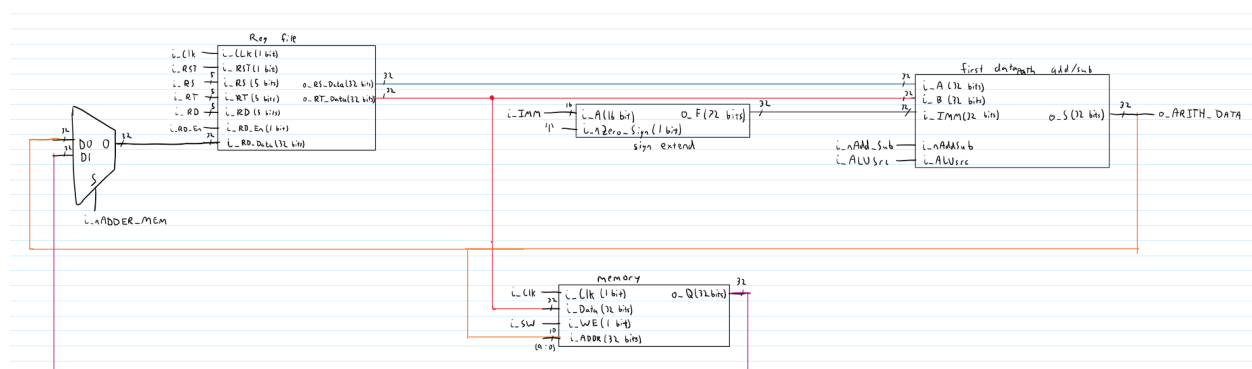 Reg file
i_Clk
i_CLK (1 bit)
i_RST
i_RST (1 bit)
i_RS
5
i_RS (5 bits)
o_RS_Data (32 bits)
32
i_RT
5
i_RT (5 bits)
o_RT_Data (32 bits)
32
i_RD
5
i_RD (5 bits)
i_RD_En
i_RD_En (1 bit)
32
i_RD_Data (32 bits)
32
D0 O
32
32
D1
S
i_nADDER_MEM
i_IMM
16
i_A (16 bit)
o_F (32 bits)
32
'1'
i_nZero_Sign (1 bit)
sign extend
first datapath add/sub
32
i_A (32 bits)
32
i_B (32 bits)
32
i_IMM (32 bits)
o_S (32 bits)
32
o_ARITH_DATA
i_nAdd_Sub
i_nAddSub
i_ALUSrc
i_ALUsrc
memory
i_Clk
i_Clk (1 bit)
o_Q (32 bits)
32
32
i_Data (32 bits)
i_SW
i_WE (1 bit)
10
i_ADDR (32 bits)
(9:0)